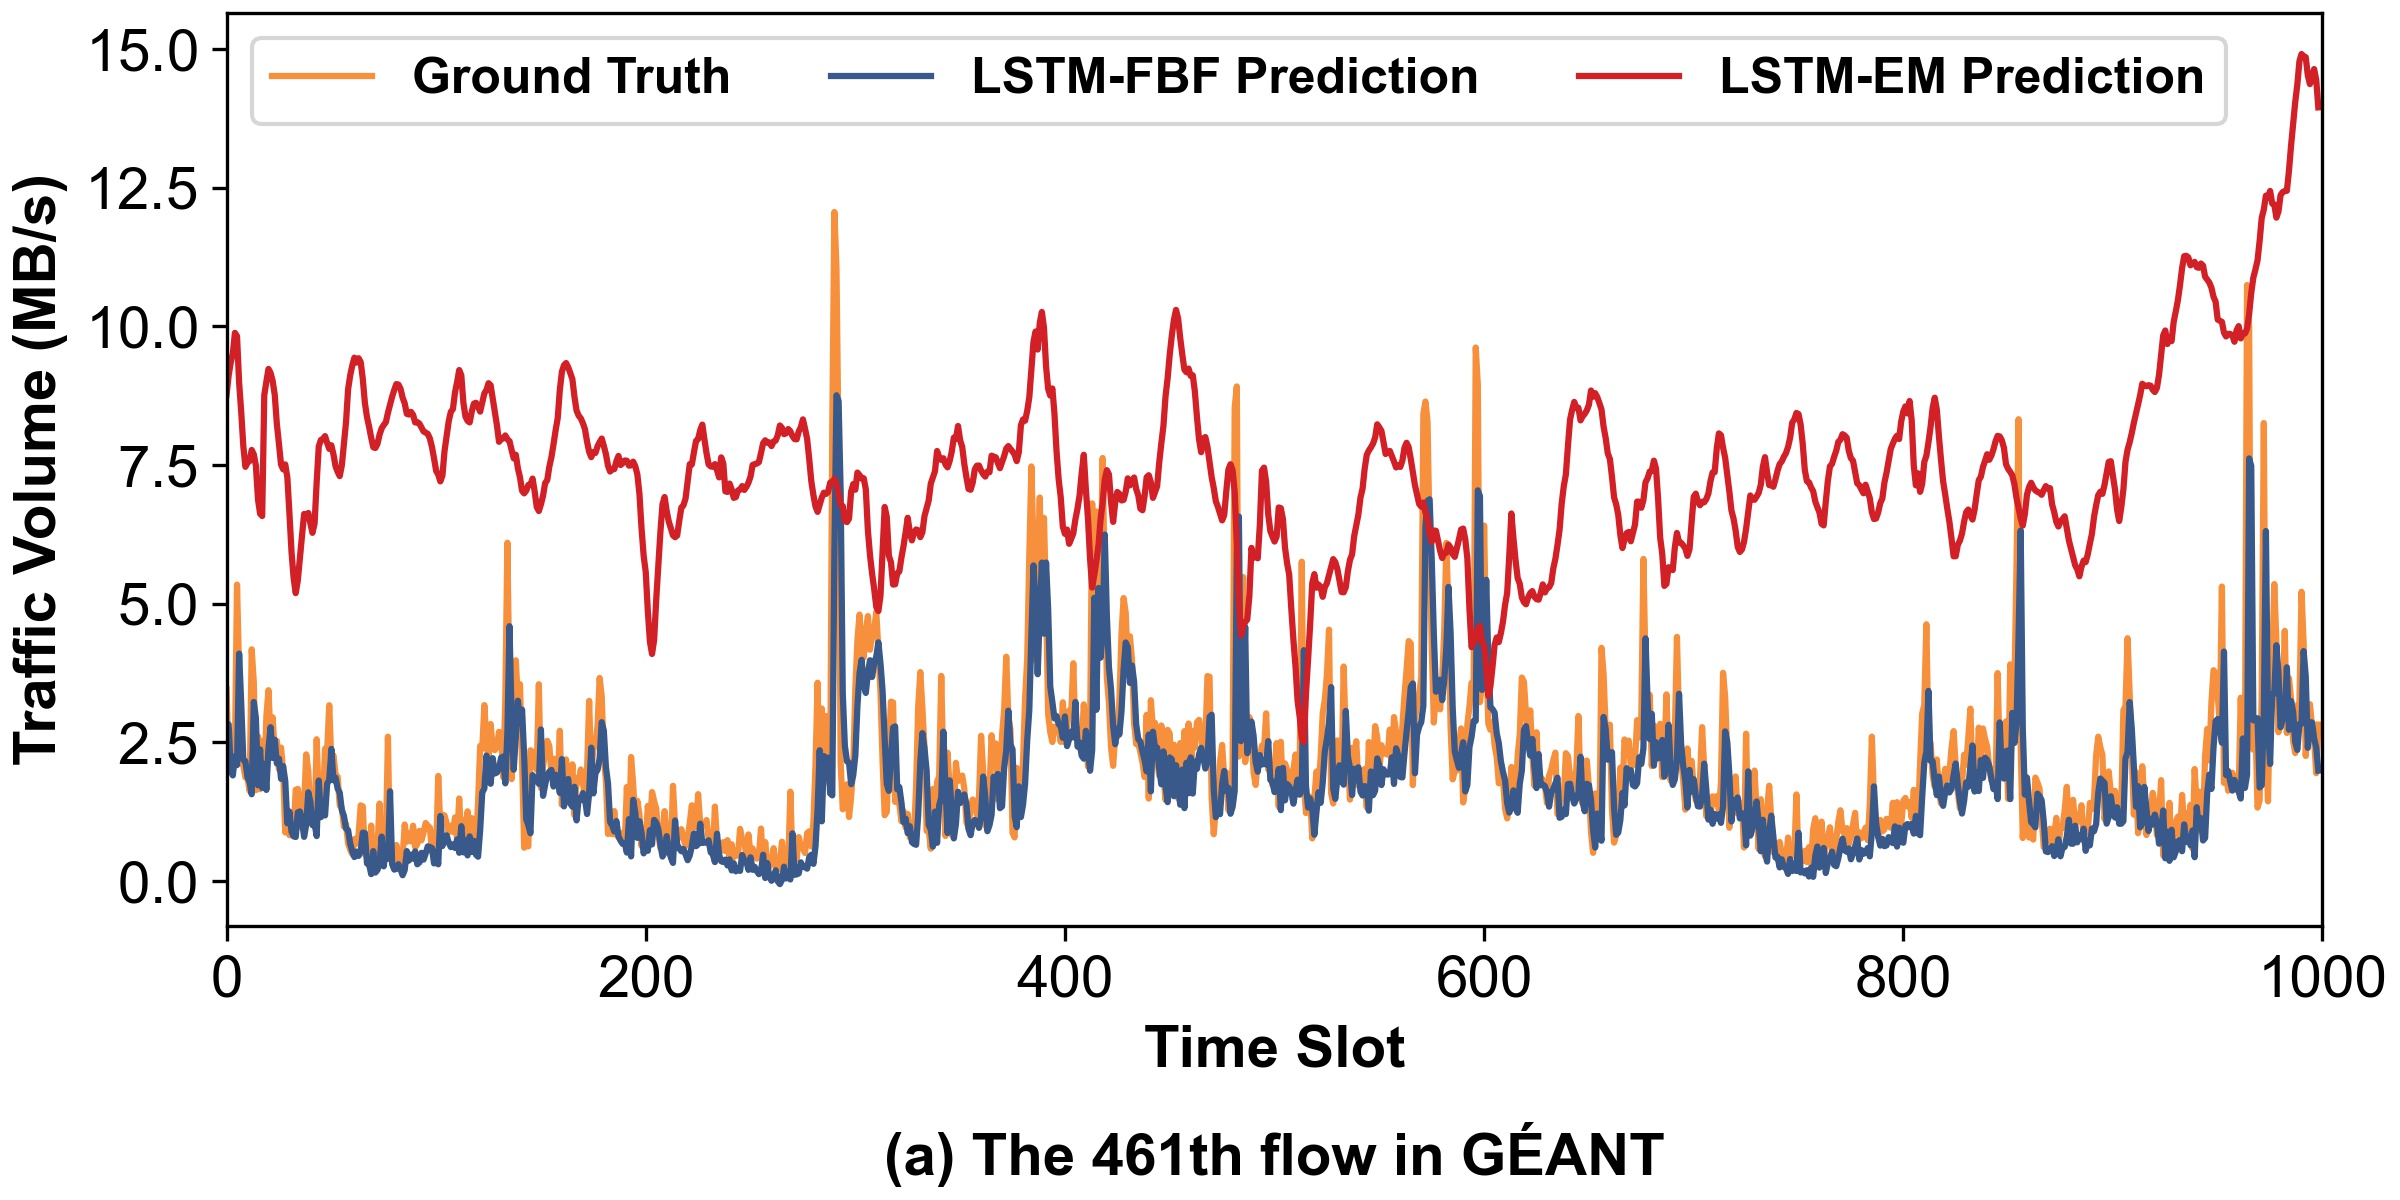 Ground Truth LSTM-FBF Prediction LSTM-EM Prediction
Traffic Volume (MB/s)
15.0
12.5
10.0
7.5
5.0
2.5
0.0
0 200 400 600 800 1000
Time Slot
(a) The 461th flow in GÉANT